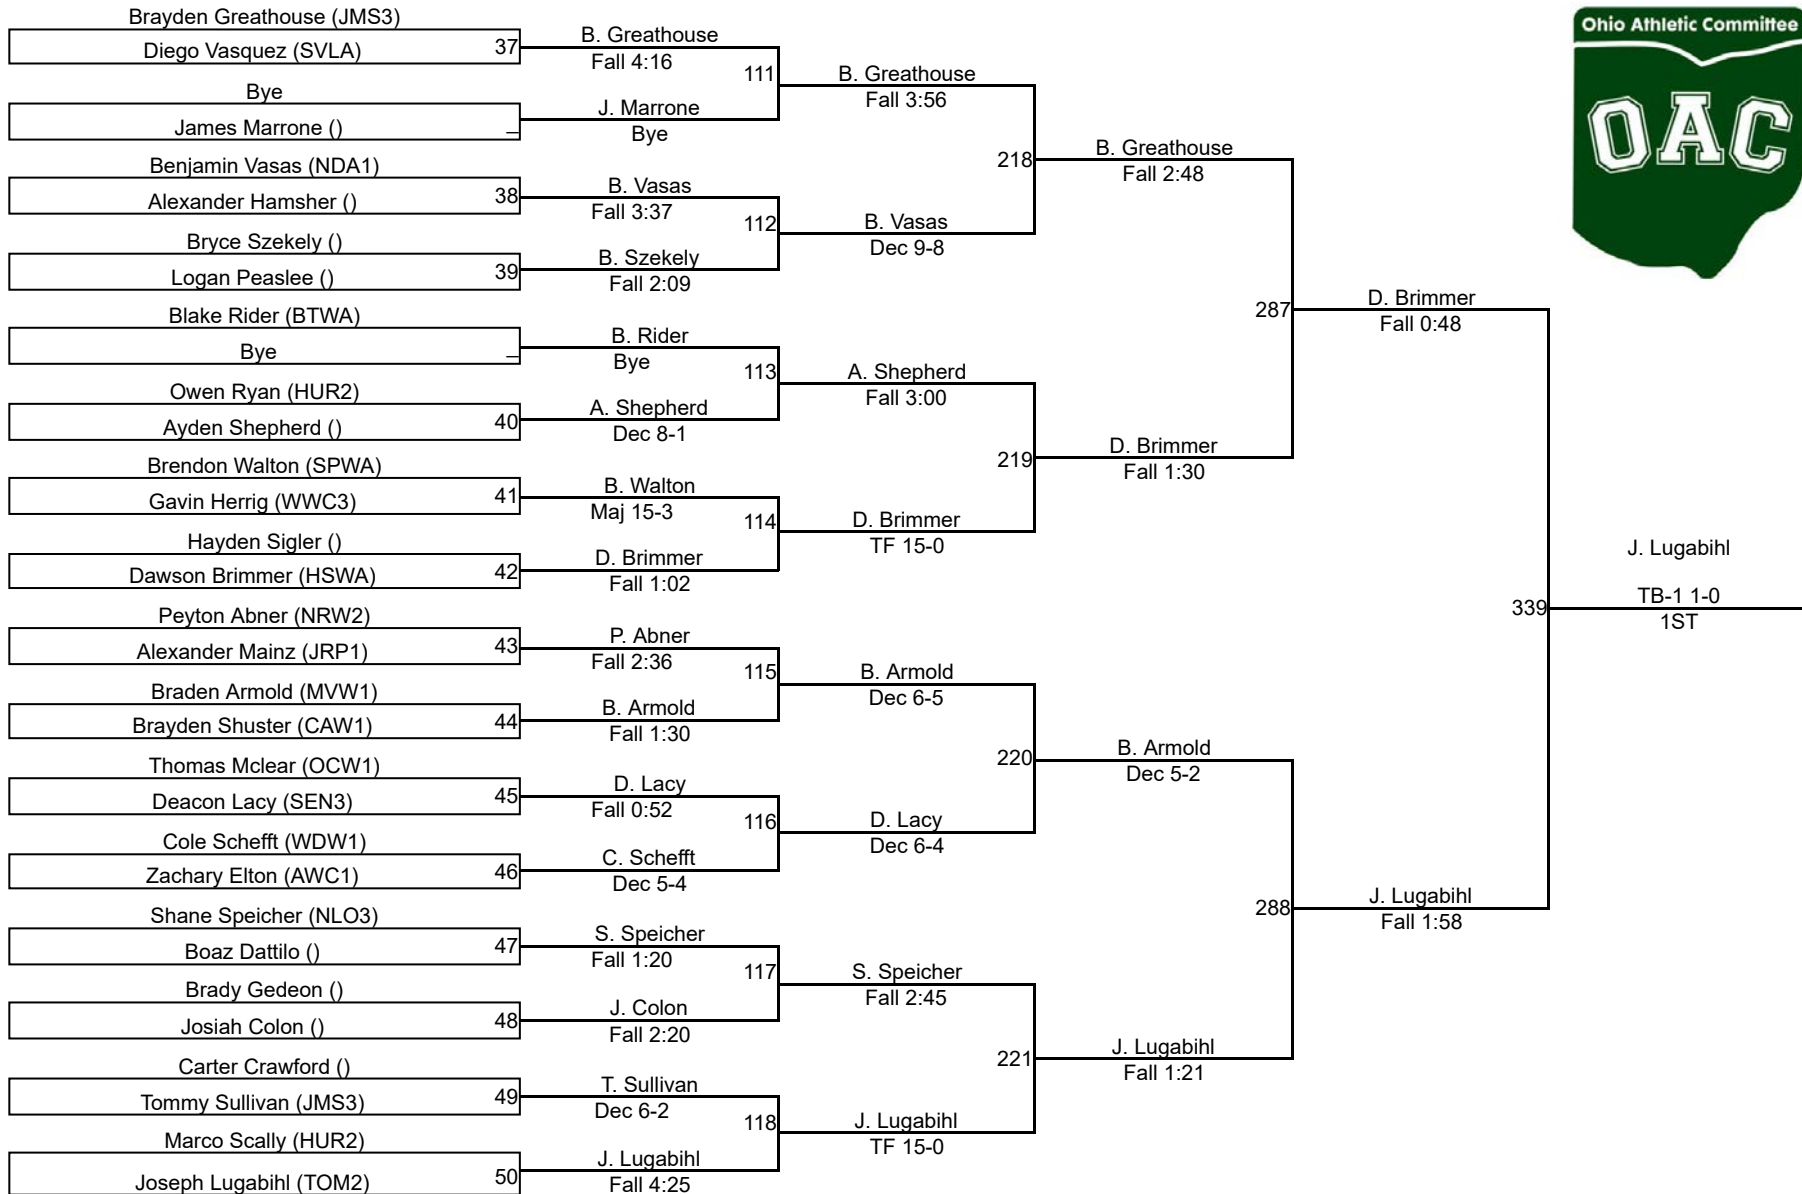 Brayden Greathouse (JMS3)
Diego Vasquez (SVLA)
37
Bye
James Marrone ()
_
Benjamin Vasas (NDA1)
Alexander Hamsher ()
38
Bryce Szekely ()
Logan Peaslee ()
39
Blake Rider (BTWA)
Bye
_
Owen Ryan (HUR2)
Ayden Shepherd ()
40
Brendon Walton (SPWA)
Gavin Herrig (WWC3)
41
Hayden Sigler ()
Dawson Brimmer (HSWA)
42
Peyton Abner (NRW2)
Alexander Mainz (JRP1)
43
Braden Armold (MVW1)
Brayden Shuster (CAW1)
44
Thomas Mclear (OCW1)
Deacon Lacy (SEN3)
45
Cole Schefft (WDW1)
Zachary Elton (AWC1)
46
Shane Speicher (NLO3)
Boaz Dattilo ()
47
Brady Gedeon ()
Josiah Colon ()
48
Carter Crawford ()
Tommy Sullivan (JMS3)
49
Marco Scally (HUR2)
Joseph Lugabihl (TOM2)
50
B. Greathouse
Fall 4:16
111
J. Marrone
Bye
B. Vasas
Fall 3:37
112
B. Szekely
Fall 2:09
B. Rider
Bye
113
A. Shepherd
Dec 8-1
B. Walton
Maj 15-3
114
D. Brimmer
Fall 1:02
P. Abner
Fall 2:36
115
B. Armold
Fall 1:30
D. Lacy
Fall 0:52
116
C. Schefft
Dec 5-4
S. Speicher
Fall 1:20
117
J. Colon
Fall 2:20
T. Sullivan
Dec 6-2
118
J. Lugabihl
Fall 4:25
B. Greathouse
Fall 3:56
218
B. Vasas
Dec 9-8
A. Shepherd
Fall 3:00
219
D. Brimmer
TF 15-0
B. Armold
Dec 6-5
220
D. Lacy
Dec 6-4
S. Speicher
Fall 2:45
221
J. Lugabihl
TF 15-0
B. Greathouse
Fall 2:48
287
D. Brimmer
Fall 1:30
B. Armold
Dec 5-2
288
J. Lugabihl
Fall 1:21
D. Brimmer
Fall 0:48
339
J. Lugabihl
Fall 1:58
J. Lugabihl
TB-1 1-0
1ST
Ohio Athletic Committee
OAC